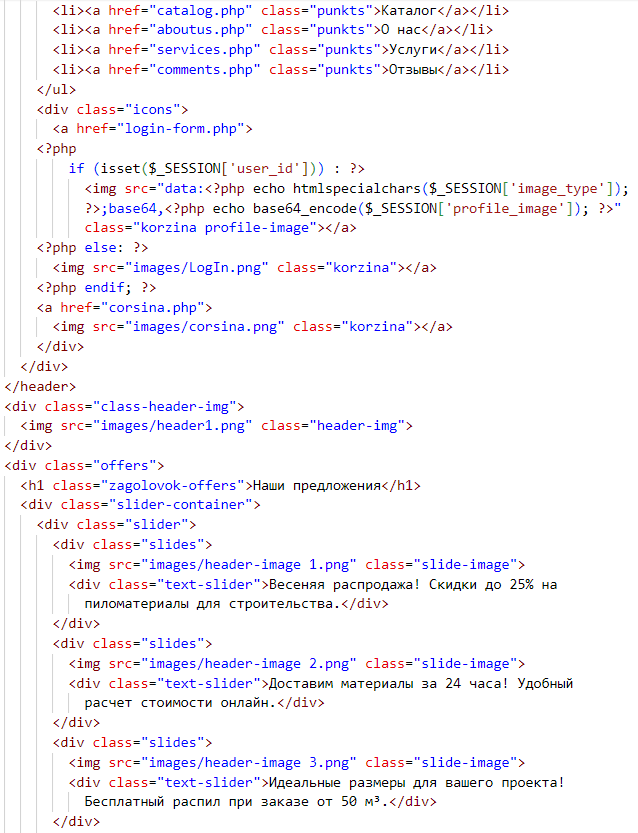 <li><a href="catalog.php" class="punkts">Каталог</a></li>
<li><a href="aboutus.php" class="punkts">О нас</a></li>
<li><a href="services.php" class="punkts">Услуги</a></li>
<li><a href="comments.php" class="punkts">Отзывы</a></li>
</ul>
<div class="icons">
<a href="login-form.php">
<?php
if (isset($_SESSION['user_id'])) : ?>
<img src="data:<?php echo htmlspecialchars($_SESSION['image_type']);
?>;base64,<?php echo base64_encode($_SESSION['profile_image']); ?>"
class="korzina profile-image"></a>
<?php else: ?>
<img src="images/LogIn.png" class="korzina"></a>
<?php endif; ?>
<a href="corsina.php">
<img src="images/corsina.png" class="korzina"></a>
</div>
</div>
</header>
<div class="class-header-img">
<img src="images/header1.png" class="header-img">
</div>
<div class="offers">
<h1 class="zagolovok-offers">Наши предложения</h1>
<div class="slider-container">
<div class="slider">
<div class="slides">
<img src="images/header-image 1.png" class="slide-image">
<div class="text-slider">Весеняя распродажа! Скидки до 25% на
пиломатериалы для строительства.</div>
</div>
<div class="slides">
<img src="images/header-image 2.png" class="slide-image">
<div class="text-slider">Доставим материалы за 24 часа! Удобный
расчет стоимости онлайн.</div>
</div>
<div class="slides">
<img src="images/header-image 3.png" class="slide-image">
<div class="text-slider">Идеальные размеры для вашего проекта!
Бесплатный распил при заказе от 50 м³.</div>
</div>